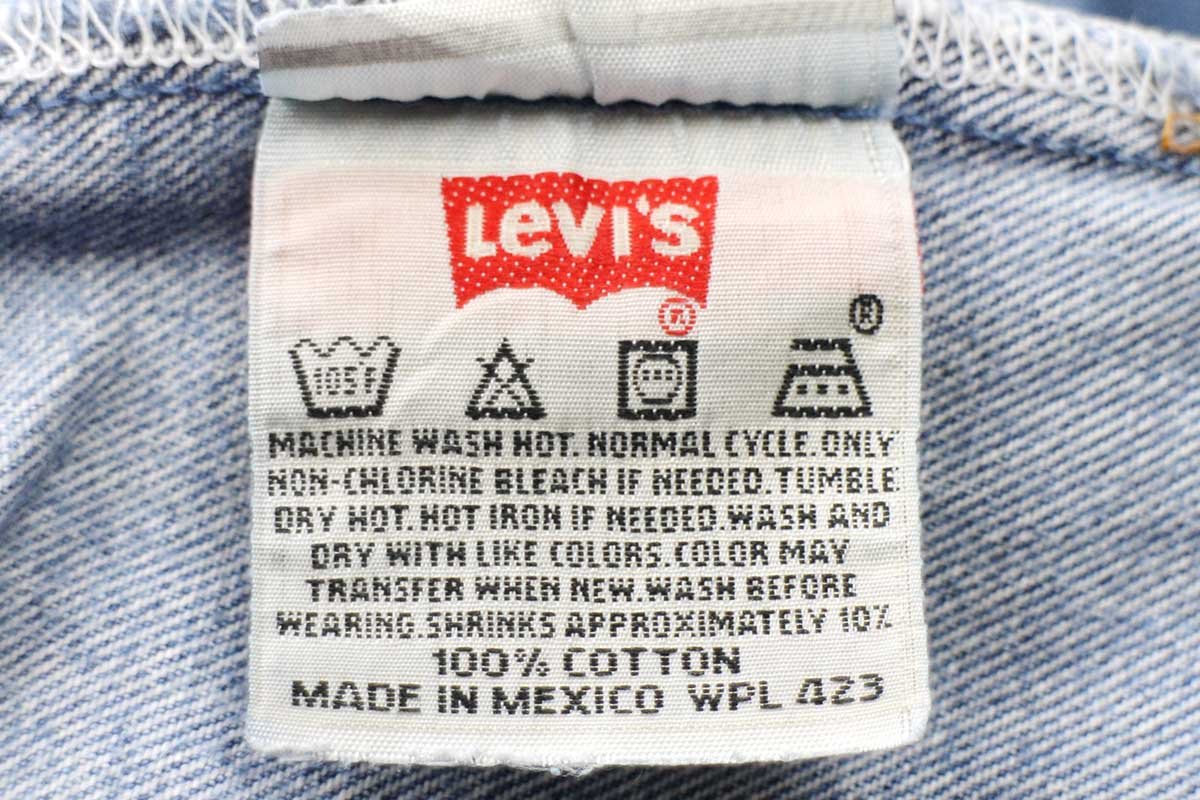 LEVI'S
®
®
105°F
MACHINE WASH HOT. NORMAL CYCLE. ONLY
NON-CHLORINE BLEACH IF NEEDED. TUMBLE
DRY HOT. HOT IRON IF NEEDED. WASH AND
DRY WITH LIKE COLORS. COLOR MAY
TRANSFER WHEN NEW. WASH BEFORE
WEARING. SHRINKS APPROXIMATELY 10%
100% COTTON
MADE IN MEXICO WPL 423